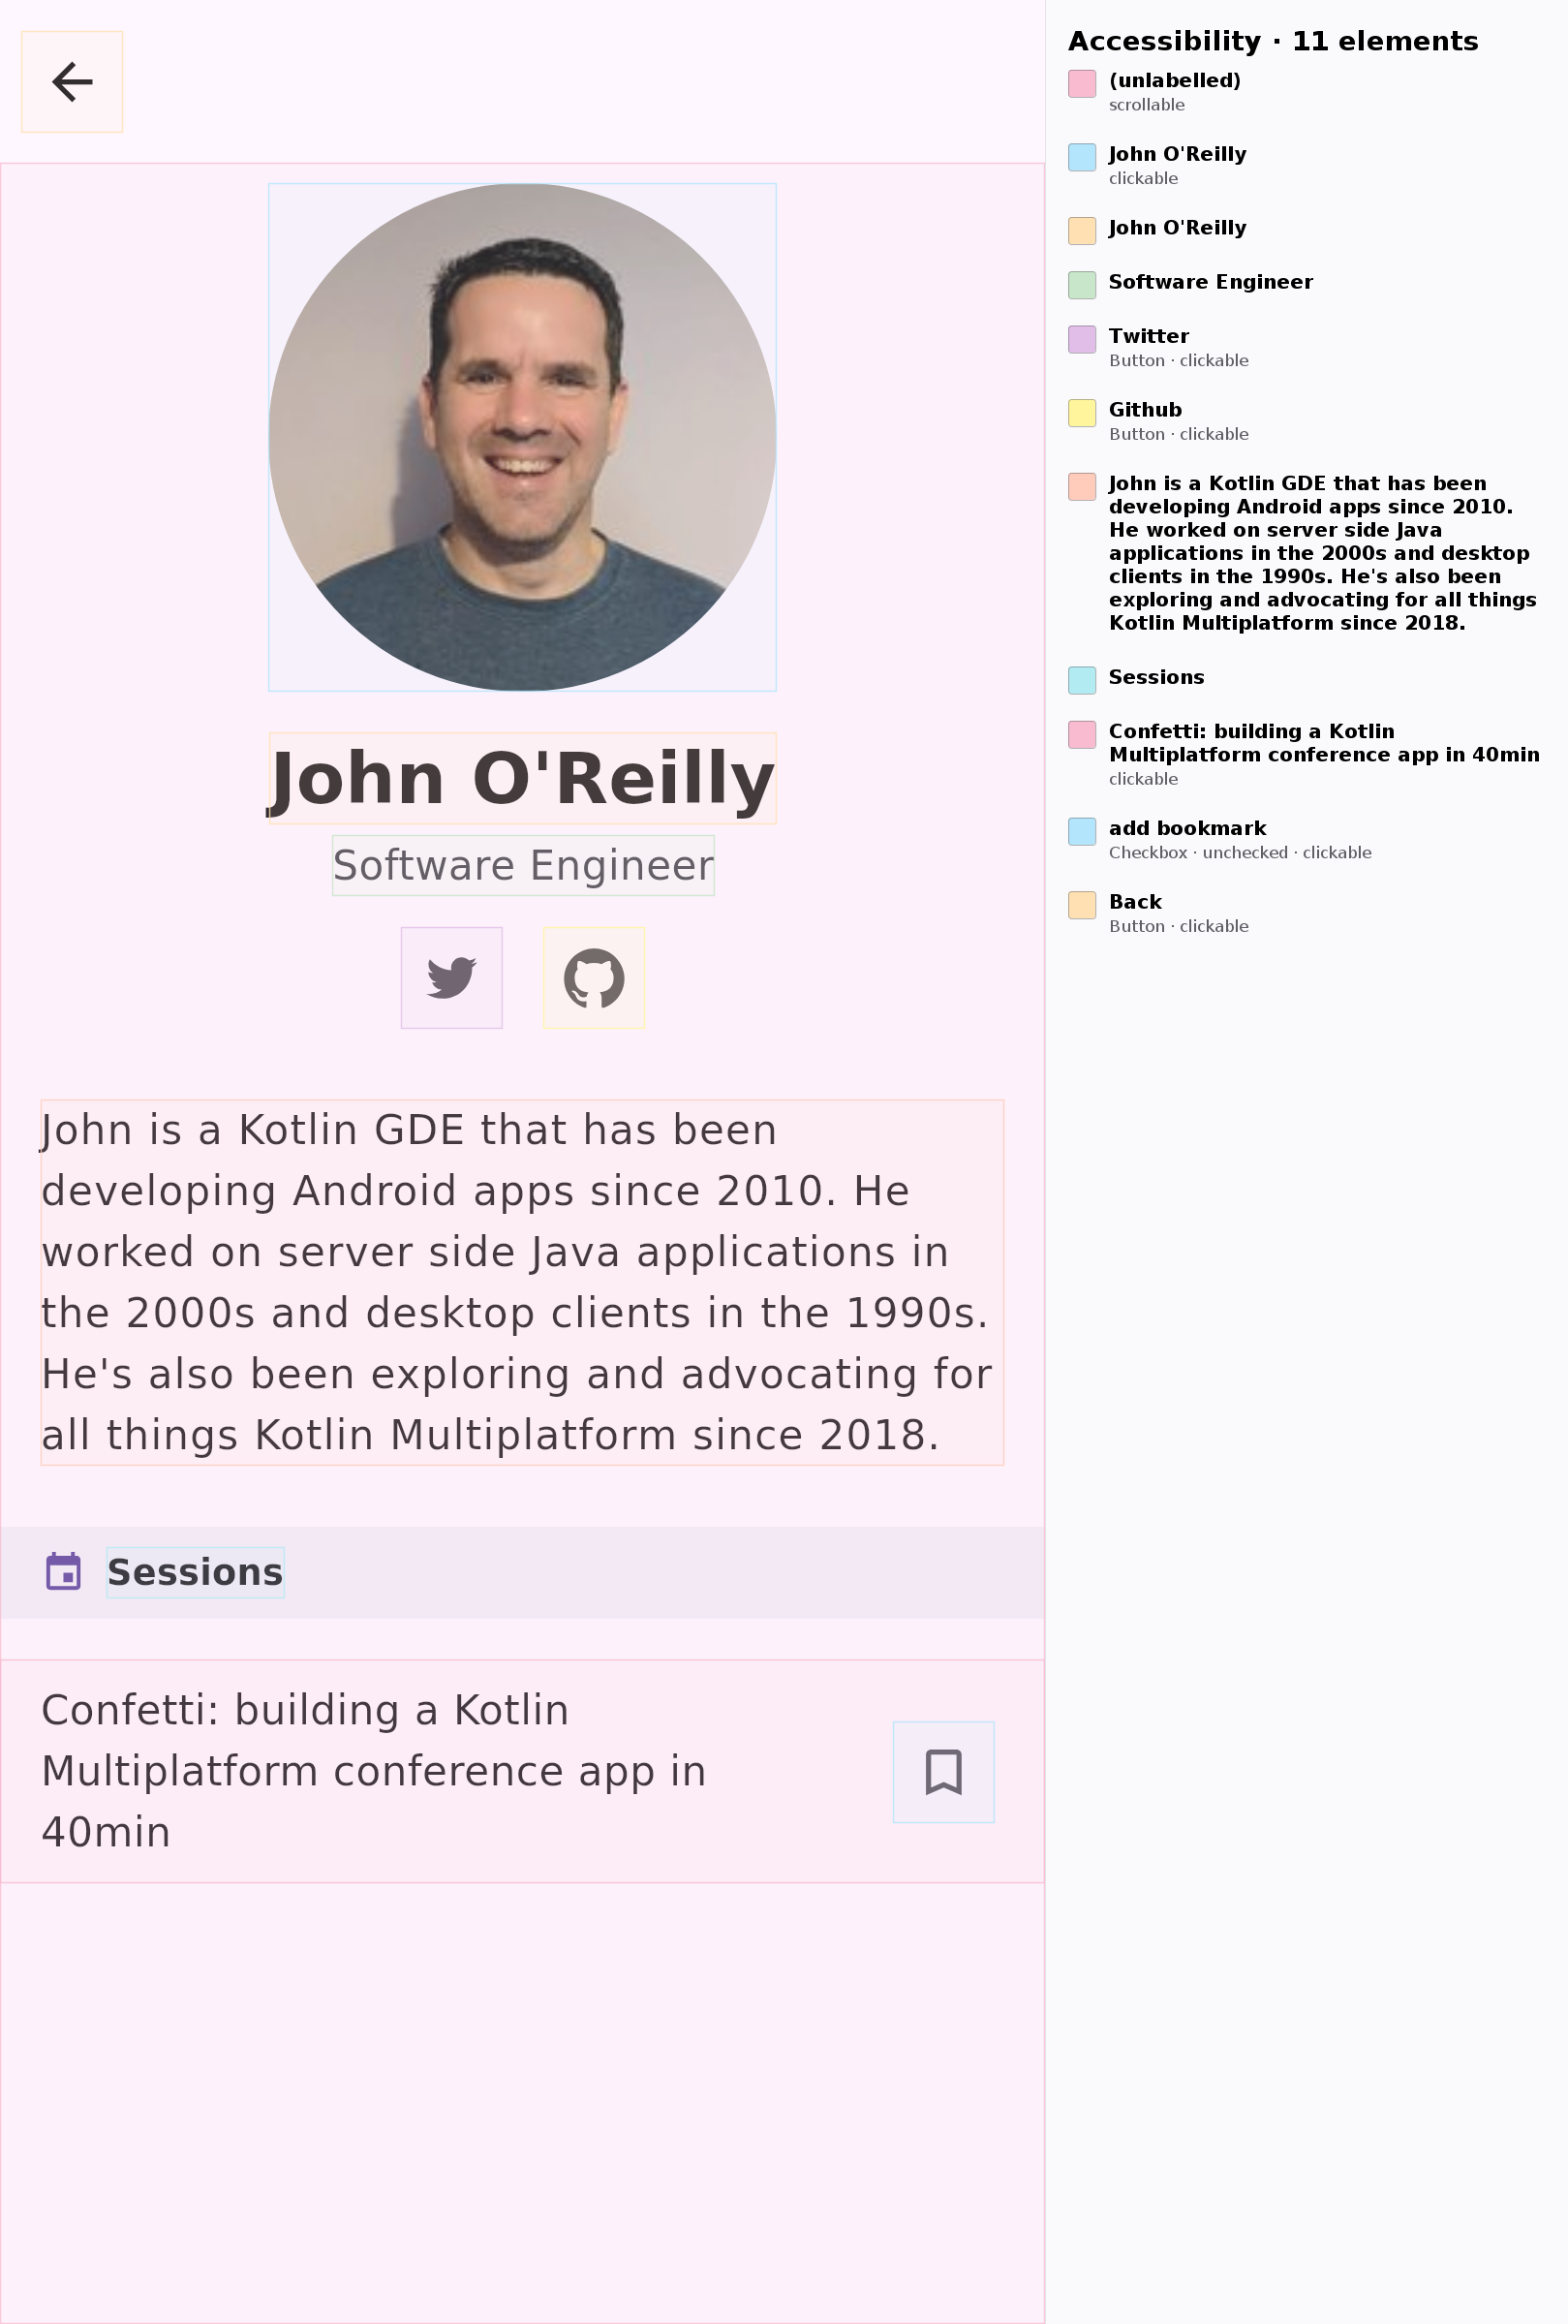 John O'Reilly
Software Engineer
John is a Kotlin GDE that has been
developing Android apps since 2010. He
worked on server side Java applications in
the 2000s and desktop clients in the 1990s.
He's also been exploring and advocating for
all things Kotlin Multiplatform since 2018.
Sessions
Confetti: building a Kotlin
Multiplatform conference app in
40min
Accessibility · 11 elements
(unlabelled)
scrollable
John O'Reilly
clickable
John O'Reilly
Software Engineer
Twitter
Button · clickable
Github
Button · clickable
John is a Kotlin GDE that has been
developing Android apps since 2010.
He worked on server side Java
applications in the 2000s and desktop
clients in the 1990s. He's also been
exploring and advocating for all things
Kotlin Multiplatform since 2018.
Sessions
Confetti: building a Kotlin
Multiplatform conference app in 40min
clickable
add bookmark
Checkbox · unchecked · clickable
Back
Button · clickable